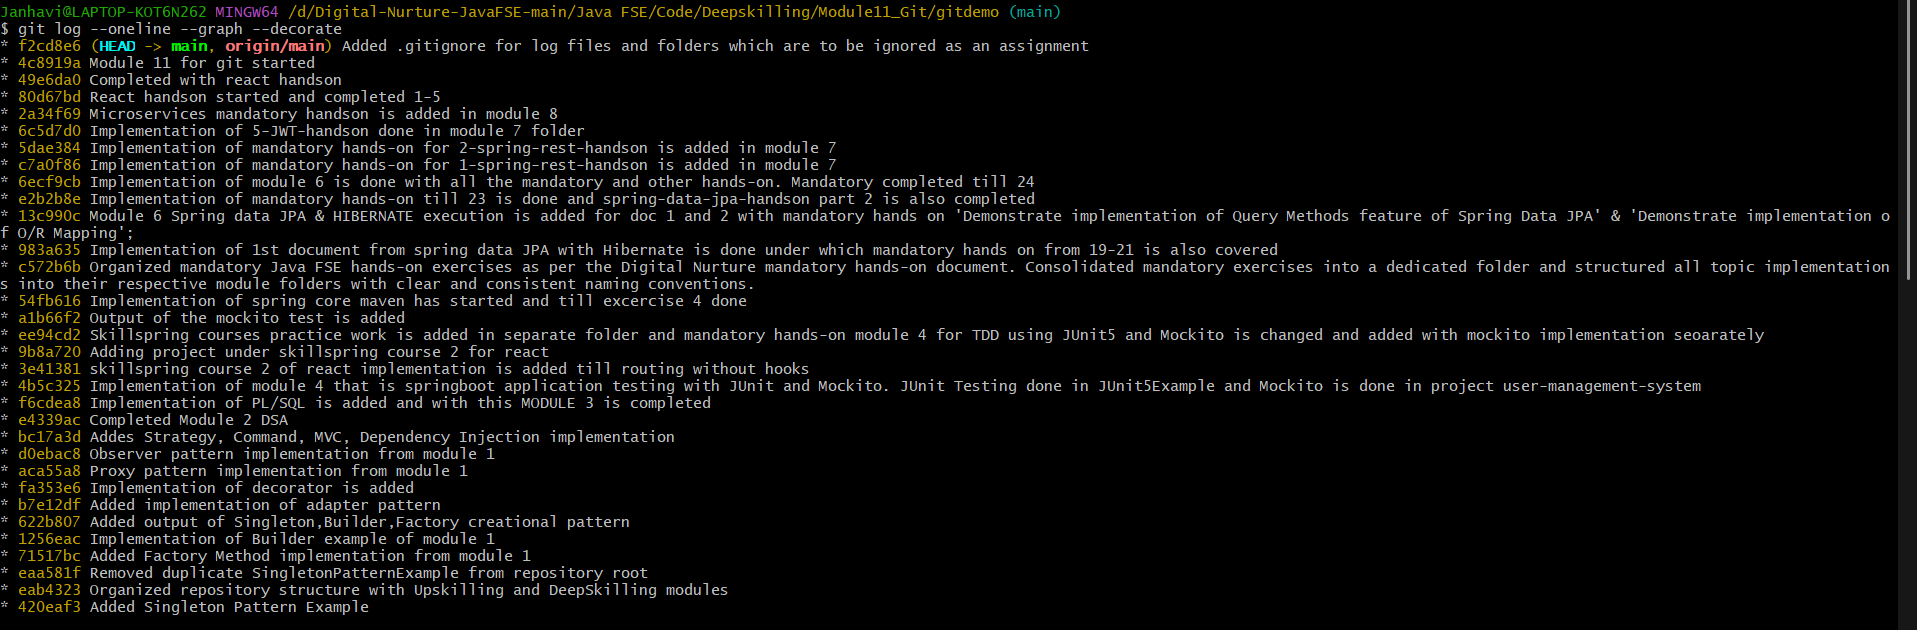 Janhavi@LAPTOP-KOT6N262 MINGW64 /d/Digital-Nurture-JavaFSE-main/Java FSE/Code/Deepskilling/Module11_Git/gitdemo (main)
$ git log --oneline --graph --decorate
* f2cd8e6 (HEAD -> main, origin/main) Added .gitignore for log files and folders which are to be ignored as an assignment
* 4c8919a Module 11 for git started
* 49e6da0 Completed with react handson
* 80d67bd React handson started and completed 1-5
* 2a34f69 Microservices mandatory handson is added in module 8
* 6c5d7d0 Implementation of 5-JWT-handson done in module 7 folder
* 5dae384 Implementation of mandatory hands-on for 2-spring-rest-handson is added in module 7
* c7a0f86 Implementation of mandatory hands-on for 1-spring-rest-handson is added in module 7
* 6ecf9cb Implementation of module 6 is done with all the mandatory and other hands-on. Mandatory completed till 24
* e2b2b8e Implementation of mandatory hands-on till 23 is done and spring-data-jpa-handson part 2 is also completed
* 13c990c Module 6 Spring data JPA & HIBERNATE execution is added for doc 1 and 2 with mandatory hands on 'Demonstrate implementation of Query Methods feature of Spring Data JPA' & 'Demonstrate implementation o
f O/R Mapping';
* 983a635 Implementation of 1st document from spring data JPA with Hibernate is done under which mandatory hands on from 19-21 is also covered
* c572b6b Organized mandatory Java FSE hands-on exercises as per the Digital Nurture mandatory hands-on document. Consolidated mandatory exercises into a dedicated folder and structured all topic implementation
s into their respective module folders with clear and consistent naming conventions.
* 54fb616 Implementation of spring core maven has started and till excercise 4 done
* a1b66f2 Output of the mockito test is added
* ee94cd2 Skillspring courses practice work is added in separate folder and mandatory hands-on module 4 for TDD using JUnit5 and Mockito is changed and added with mockito implementation seoarately
* 9b8a720 Adding project under skillspring course 2 for react
* 3e41381 skillspring course 2 of react implementation is added till routing without hooks
* 4b5c325 Implementation of module 4 that is springboot application testing with JUnit and Mockito. JUnit Testing done in JUnit5Example and Mockito is done in project user-management-system
* f6cdea8 Implementation of PL/SQL is added and with this MODULE 3 is completed
* e4339ac Completed Module 2 DSA
* bc17a3d Addes Strategy, Command, MVC, Dependency Injection implementation
* d0ebac8 Observer pattern implementation from module 1
* aca55a8 Proxy pattern implementation from module 1
* fa353e6 Implementation of decorator is added
* b7e12df Added implementation of adapter pattern
* 622b807 Added output of Singleton,Builder,Factory creational pattern
* 1256eac Implementation of Builder example of module 1
* 71517bc Added Factory Method implementation from module 1
* eaa581f Removed duplicate SingletonPatternExample from repository root
* eab4323 Organized repository structure with Upskilling and DeepSkilling modules
* 420eaf3 Added Singleton Pattern Example